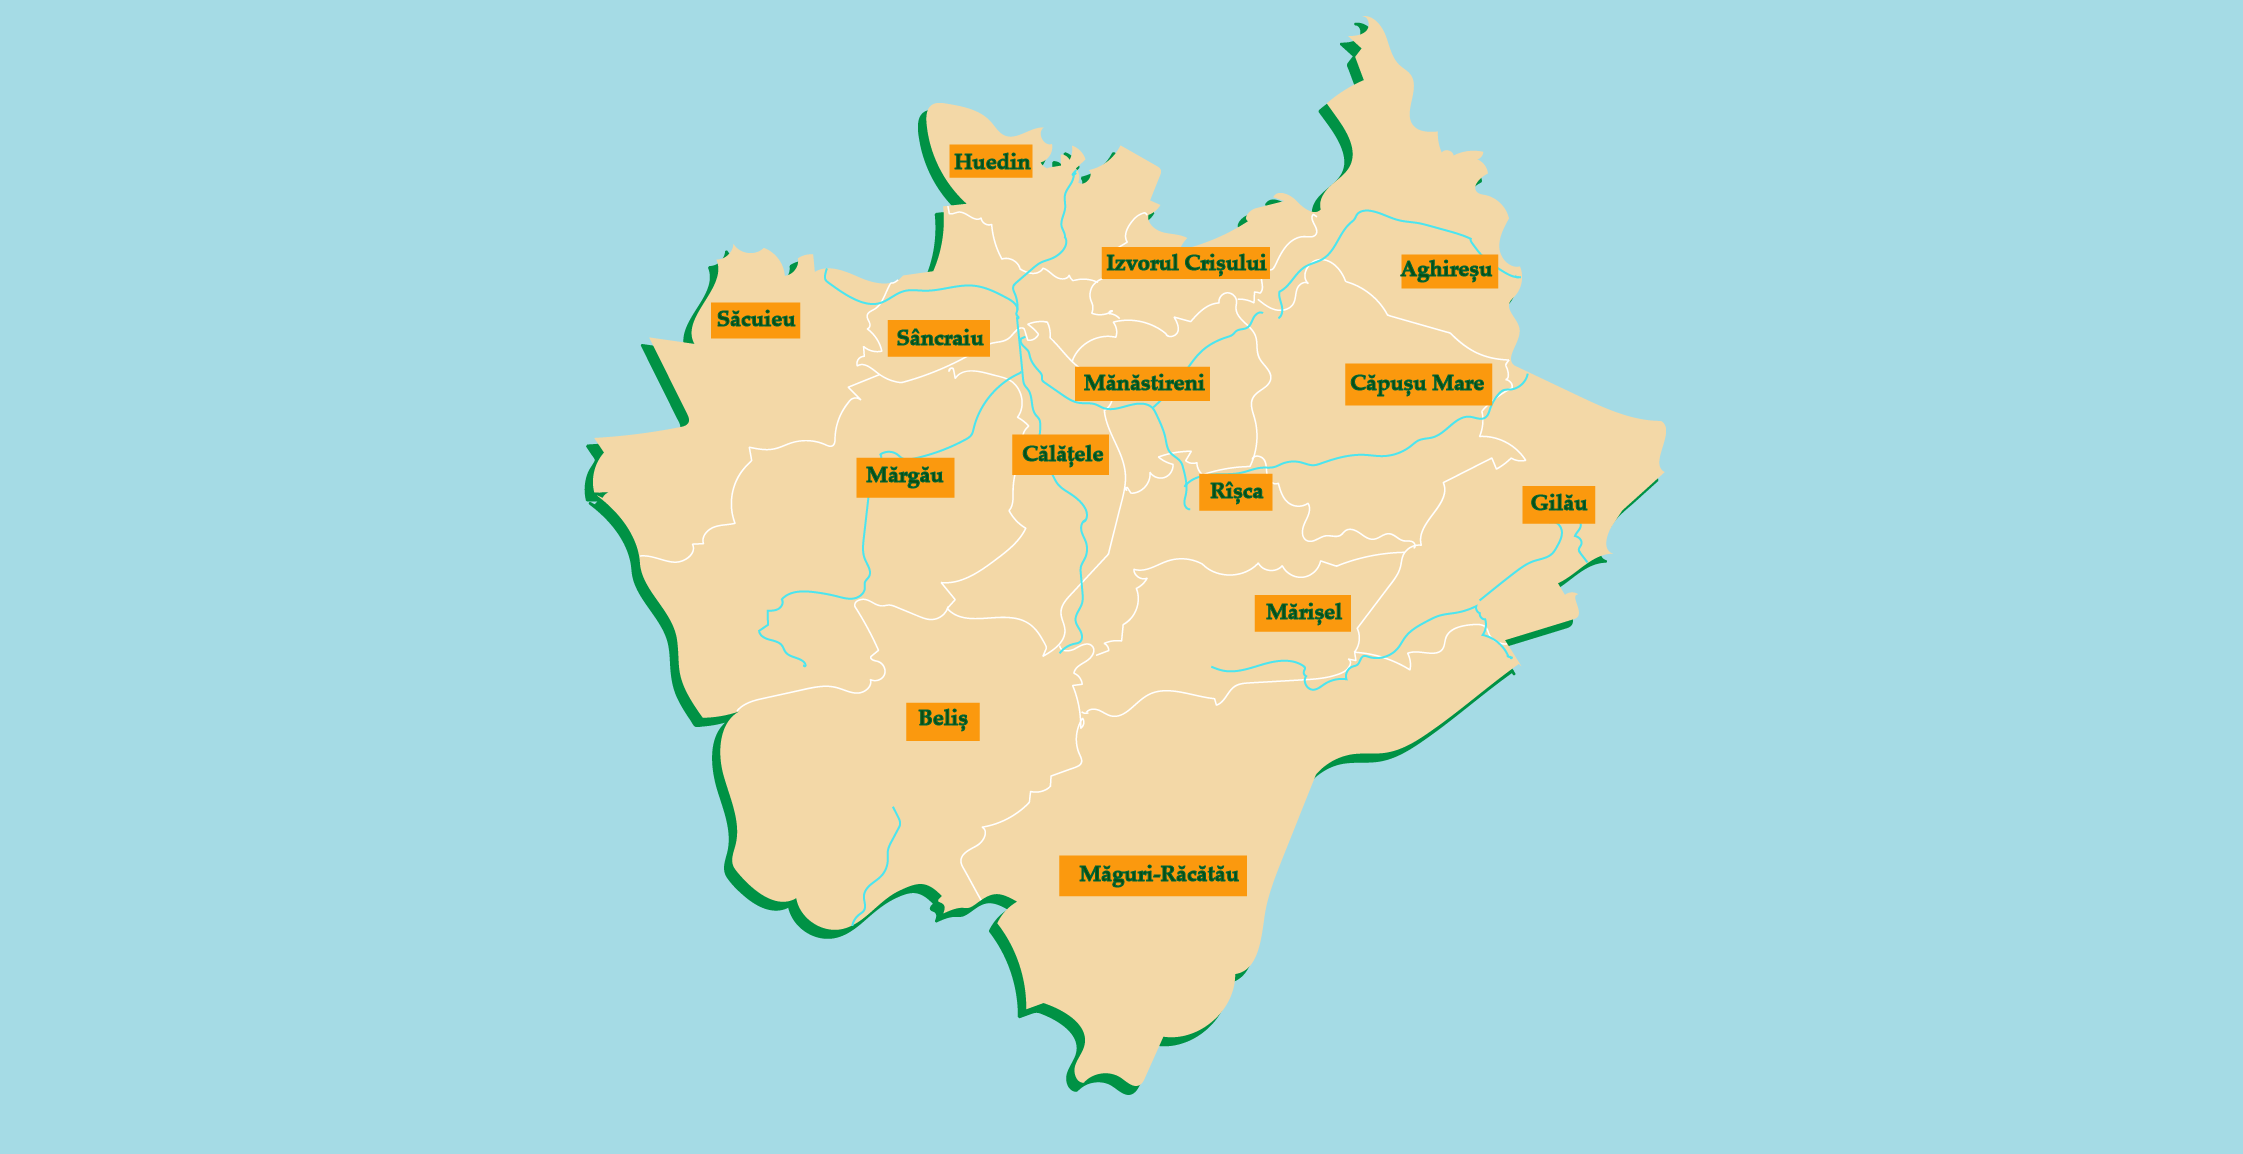 Huedin
Izvorul Crișului
Aghireșu
Săcuieu
Sâncraiu
Mănăstireni
Căpușu Mare
Călățele
Mărgău
Rîșca
Gilău
Mărișel
Beliș
Măguri-Răcătău